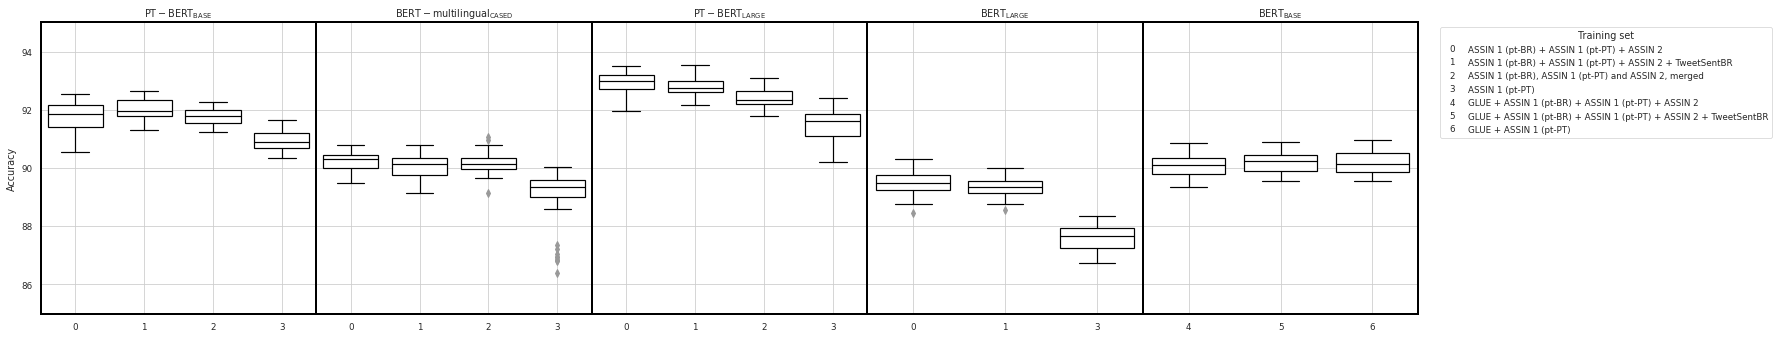 PT − BERT_BASE
BERT − multilingual_CASED
PT − BERT_LARGE
BERT_LARGE
BERT_BASE
Accuracy
94
92
90
88
86
0 1 2 3
0 1 2 3
0 1 2 3
0 1 3
4 5 6
Training set
0 ASSIN 1 (pt-BR) + ASSIN 1 (pt-PT) + ASSIN 2
1 ASSIN 1 (pt-BR) + ASSIN 1 (pt-PT) + ASSIN 2 + TweetSentBR
2 ASSIN 1 (pt-BR), ASSIN 1 (pt-PT) and ASSIN 2, merged
3 ASSIN 1 (pt-PT)
4 GLUE + ASSIN 1 (pt-BR) + ASSIN 1 (pt-PT) + ASSIN 2
5 GLUE + ASSIN 1 (pt-BR) + ASSIN 1 (pt-PT) + ASSIN 2 + TweetSentBR
6 GLUE + ASSIN 1 (pt-PT)